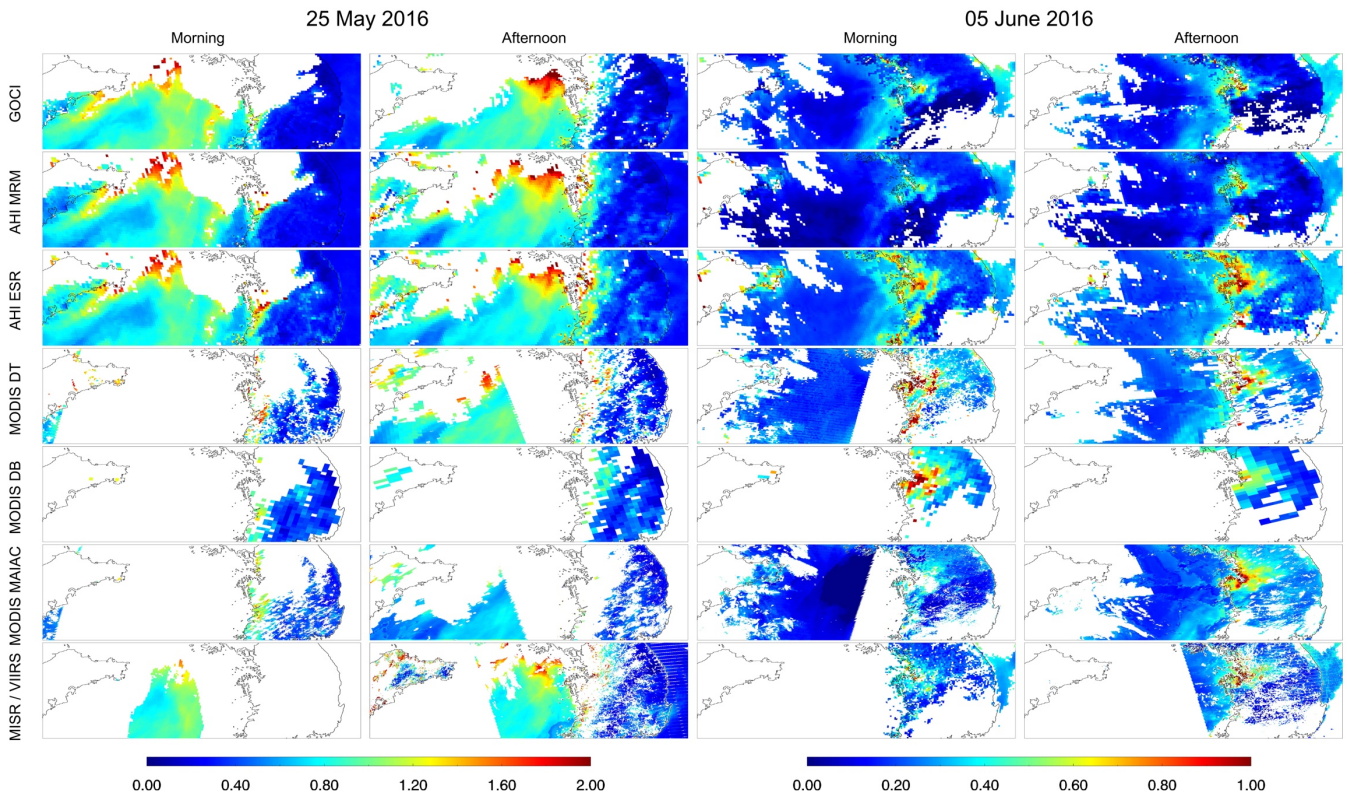 25 May 2016
05 June 2016
Morning
Afternoon
Morning
Afternoon
GOCI
AHI MRM
AHI ESR
MODIS DT
MODIS DB
MODIS MAIAC
MISR / VIIRS
0.00 0.40 0.80 1.20 1.60 2.00
0.00 0.20 0.40 0.60 0.80 1.00